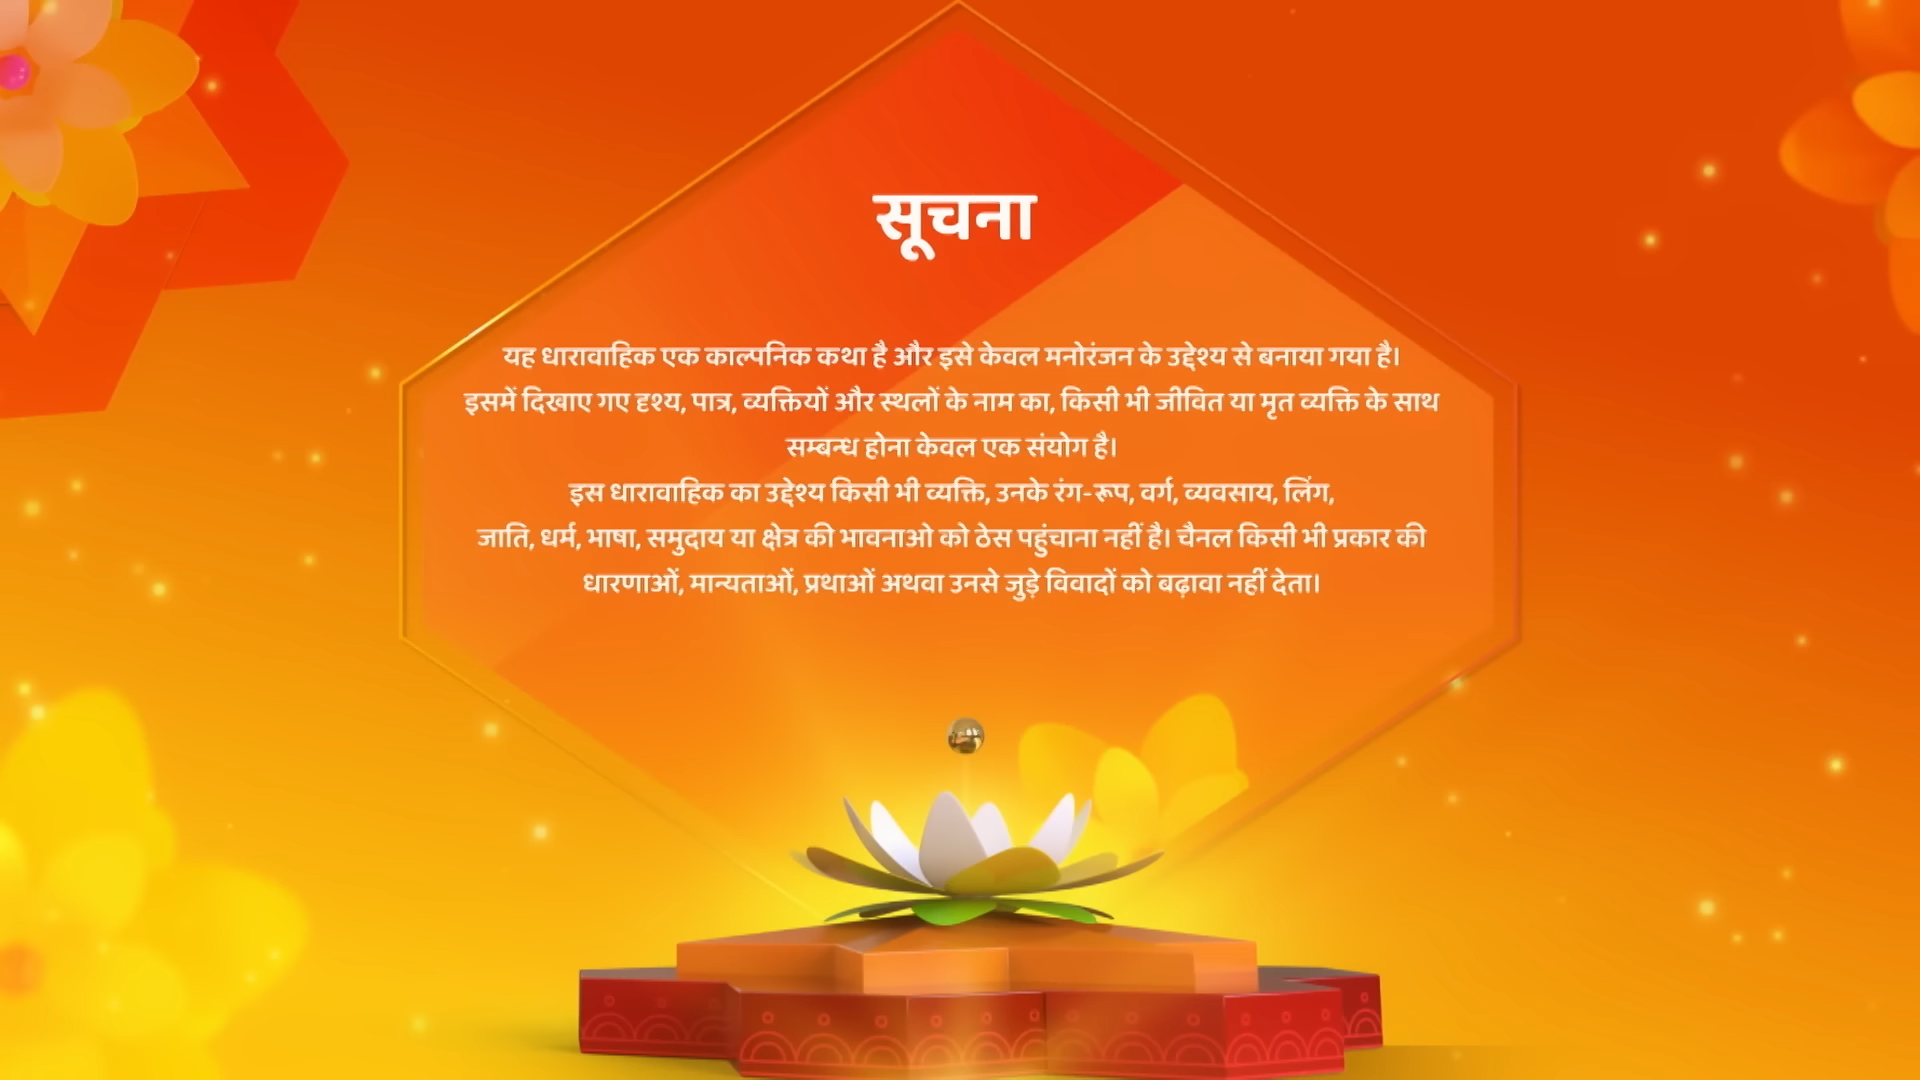 सूचना
यह धारावाहिक एक काल्पनिक कथा है और इसे केवल मनोरंजन के उद्देश्य से बनाया गया है।
इसमें दिखाए गए दृश्य, पात्र, व्यक्तियों और स्थलों के नाम का, किसी भी जीवित या मृत व्यक्ति के साथ
सम्बन्ध होना केवल एक संयोग है।
इस धारावाहिक का उद्देश्य किसी भी व्यक्ति, उनके रंग-रूप, वर्ग, व्यवसाय, लिंग,
जाति, धर्म, भाषा, समुदाय या क्षेत्र की भावनाओ को ठेस पहुंचाना नहीं है। चैनल किसी भी प्रकार की
धारणाओं, मान्यताओं, प्रथाओं अथवा उनसे जुड़े विवादों को बढ़ावा नहीं देता।